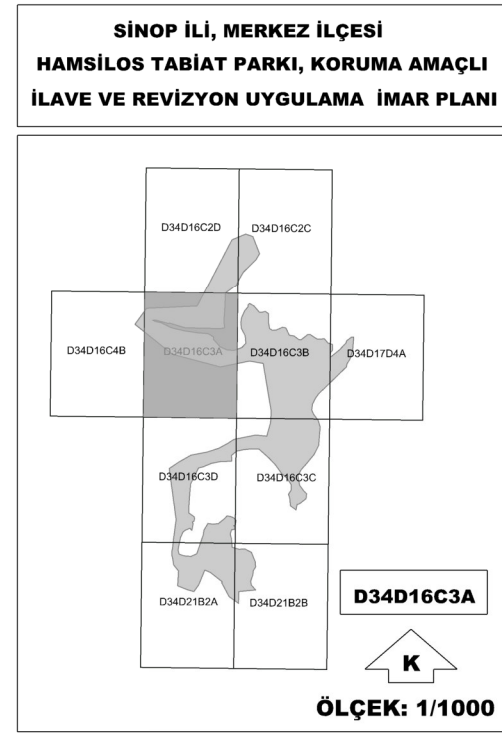 SİNOP İLİ, MERKEZ İLÇESİ
HAMSİLOS TABİAT PARKI, KORUMA AMAÇLI
İLAVE VE REVİZYON UYGULAMA İMAR PLANI
D34D16C2D
D34D16C2C
D34D16C4B
D34D16C3A
D34D16C3B
D34D17D4A
D34D16C3D
D34D16C3C
D34D21B2A
D34D21B2B
D34D16C3A
K
ÖLÇEK: 1/1000